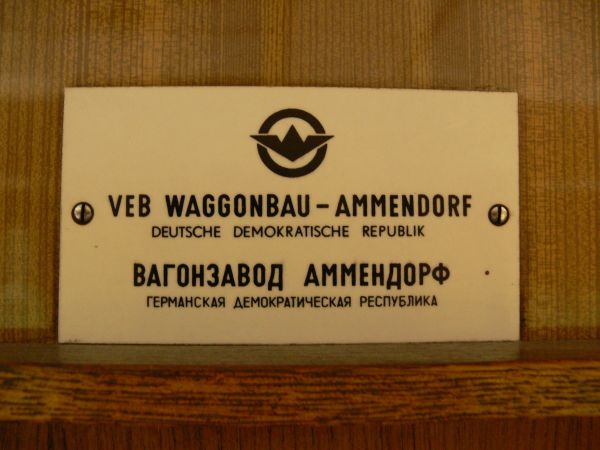 VEB WAGGONBAU – AMMENDORF
DEUTSCHE DEMOKRATISCHE REPUBLIK
ВАГОНЗАВОД АММЕНДОРФ
ГЕРМАНСКАЯ ДЕМОКРАТИЧЕСКАЯ РЕСПУБЛИКА